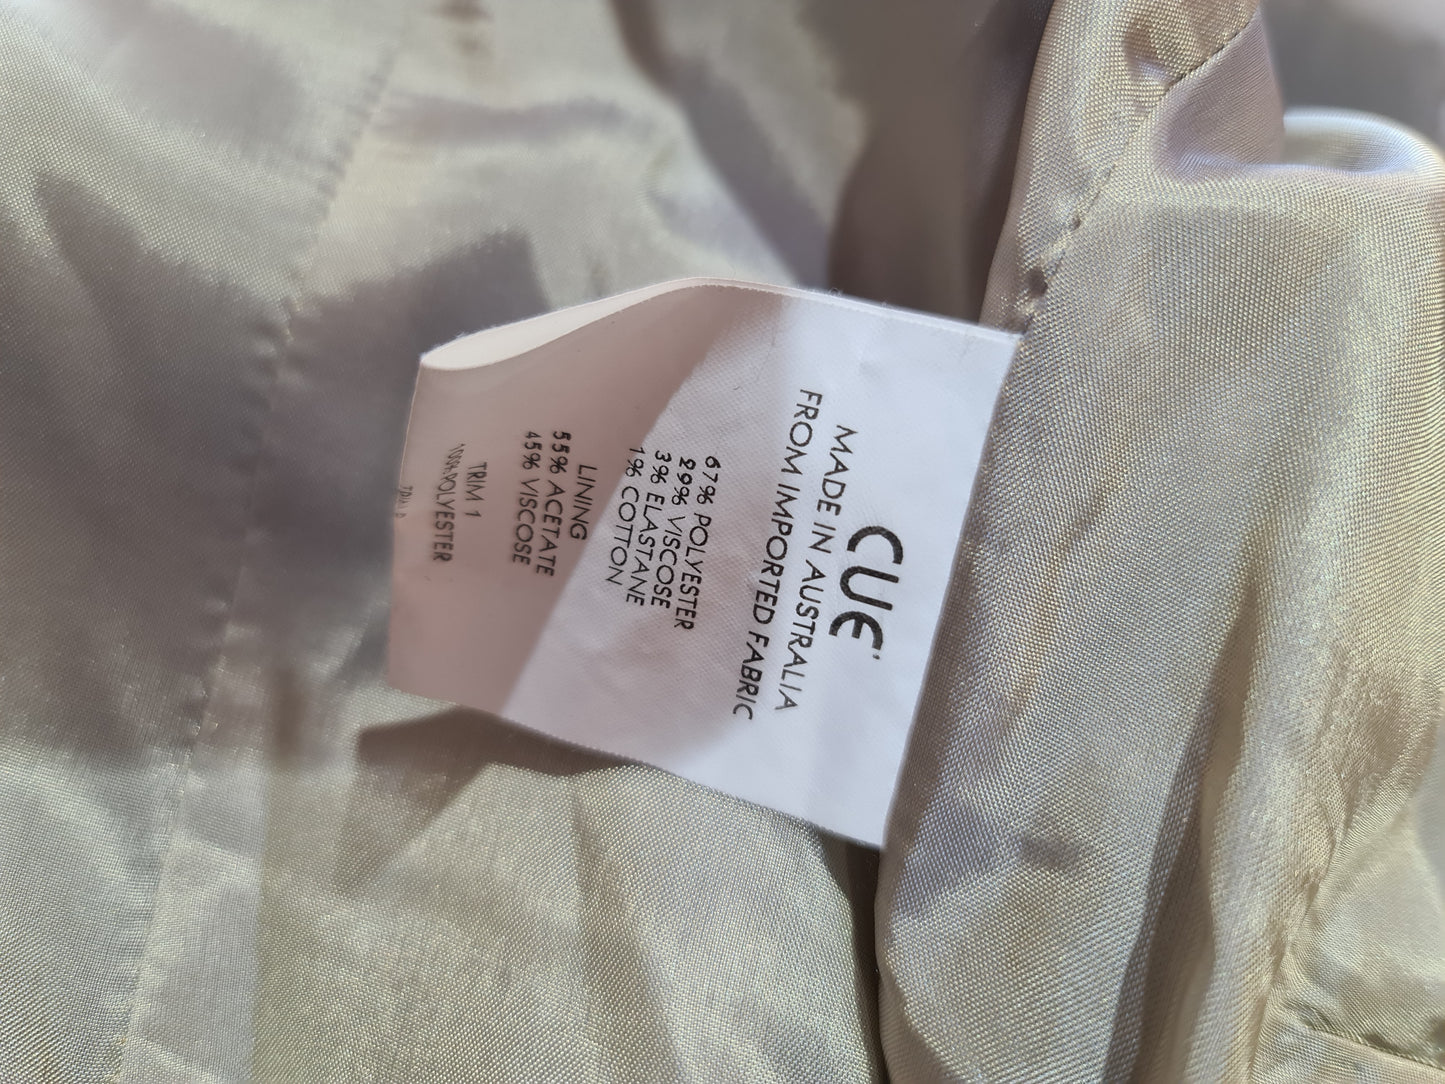 CUE
MADE IN AUSTRALIA
FROM IMPORTED FABRIC
67% POLYESTER
29% VISCOSE
3% ELASTANE
1% COTTON
LINING
55% ACETATE
45% VISCOSE
TRIM 1
100% POLYESTER